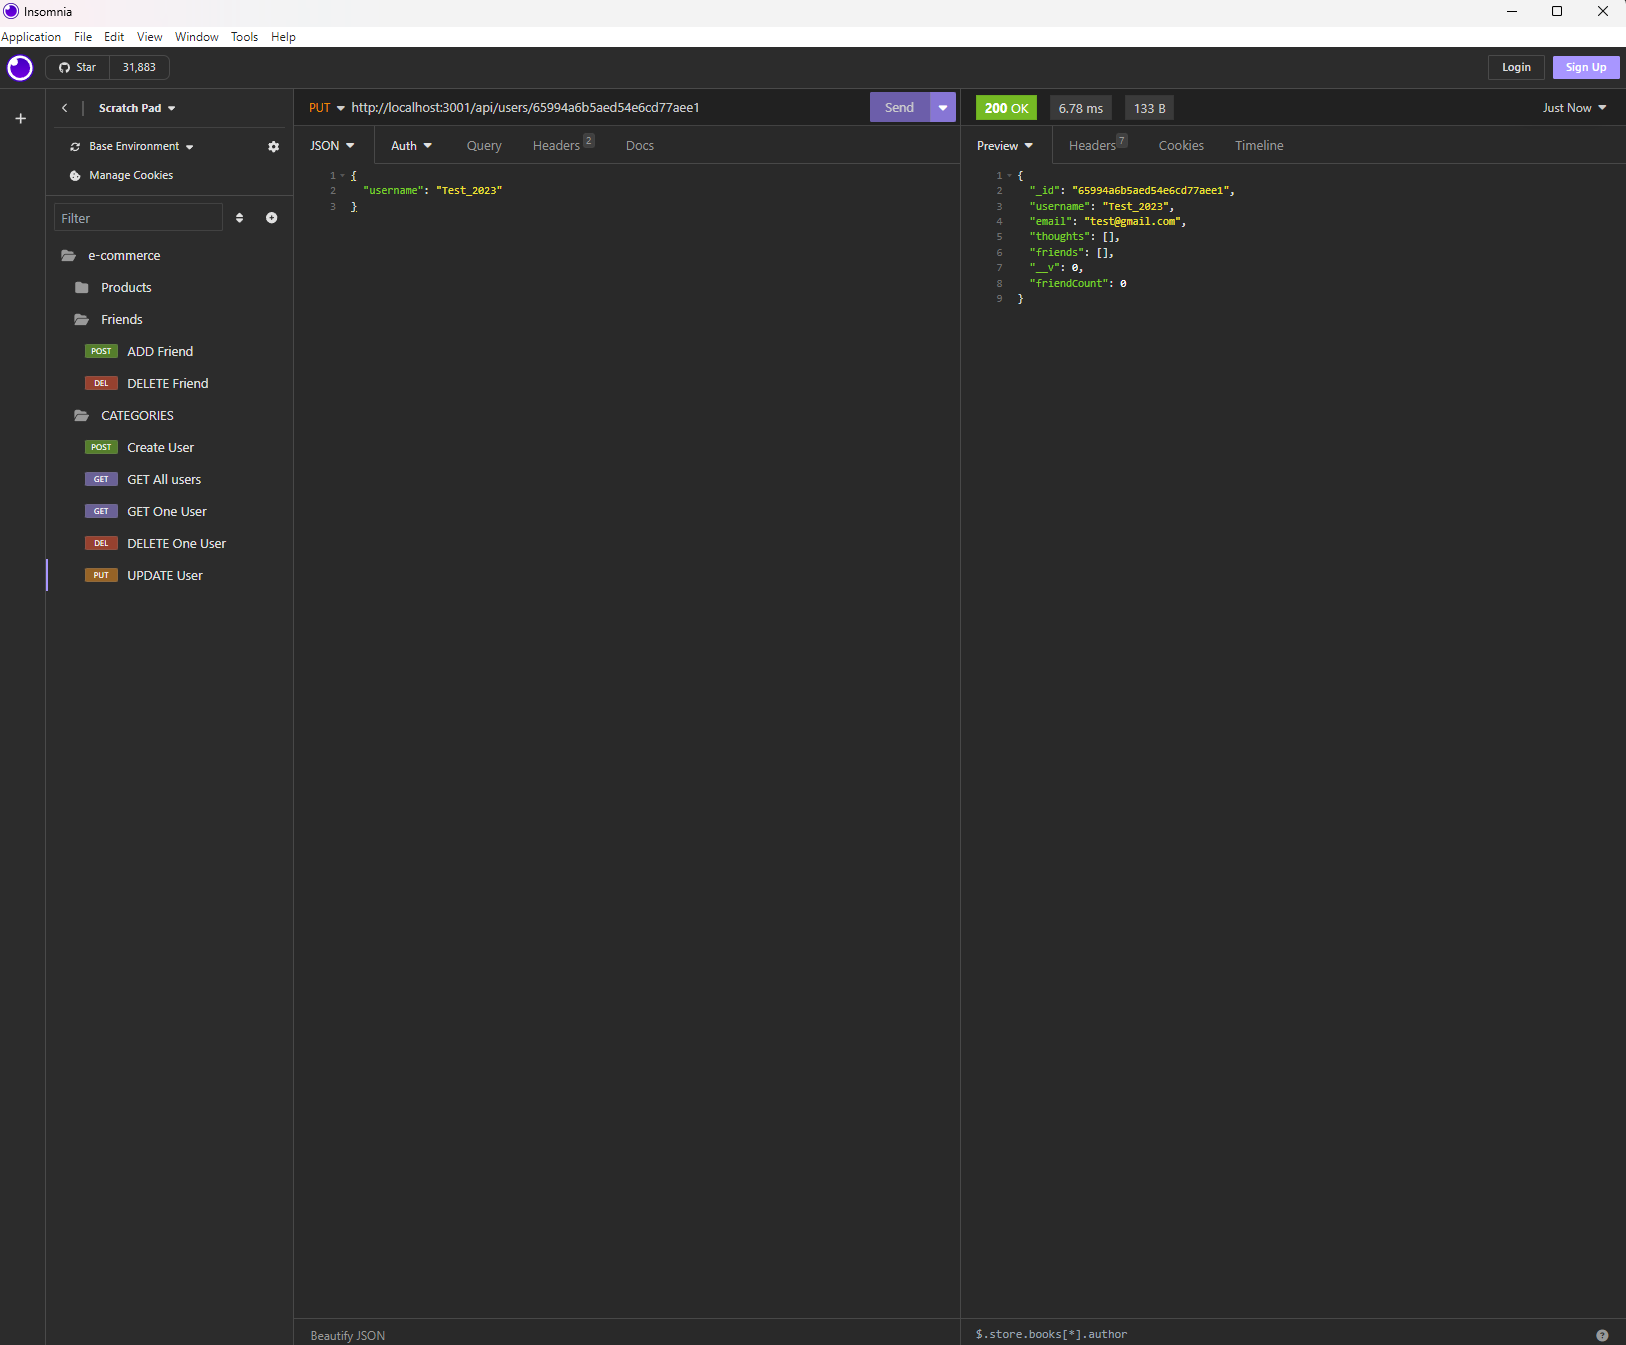 Insomnia
Application File Edit View Window Tools Help
Star 31,883
Login Sign Up
Scratch Pad
Base Environment
Manage Cookies
Filter
e-commerce
Products
Friends
POST ADD Friend
DEL DELETE Friend
CATEGORIES
POST Create User
GET GET All users
GET GET One User
DEL DELETE One User
PUT UPDATE User
PUT http://localhost:3001/api/users/65994a6b5aed54e6cd77aee1 Send
JSON Auth Query Headers 2 Docs
1 {
2 "username": "Test_2023"
3 }
Beautify JSON
200 OK 6.78 ms 133 B Just Now
Preview Headers 7 Cookies Timeline
1 {
2 "_id": "65994a6b5aed54e6cd77aee1",
3 "username": "Test_2023",
4 "email": "test@gmail.com",
5 "thoughts": [],
6 "friends": [],
7 "__v": 0,
8 "friendCount": 0
9 }
$.store.books[*].author ?